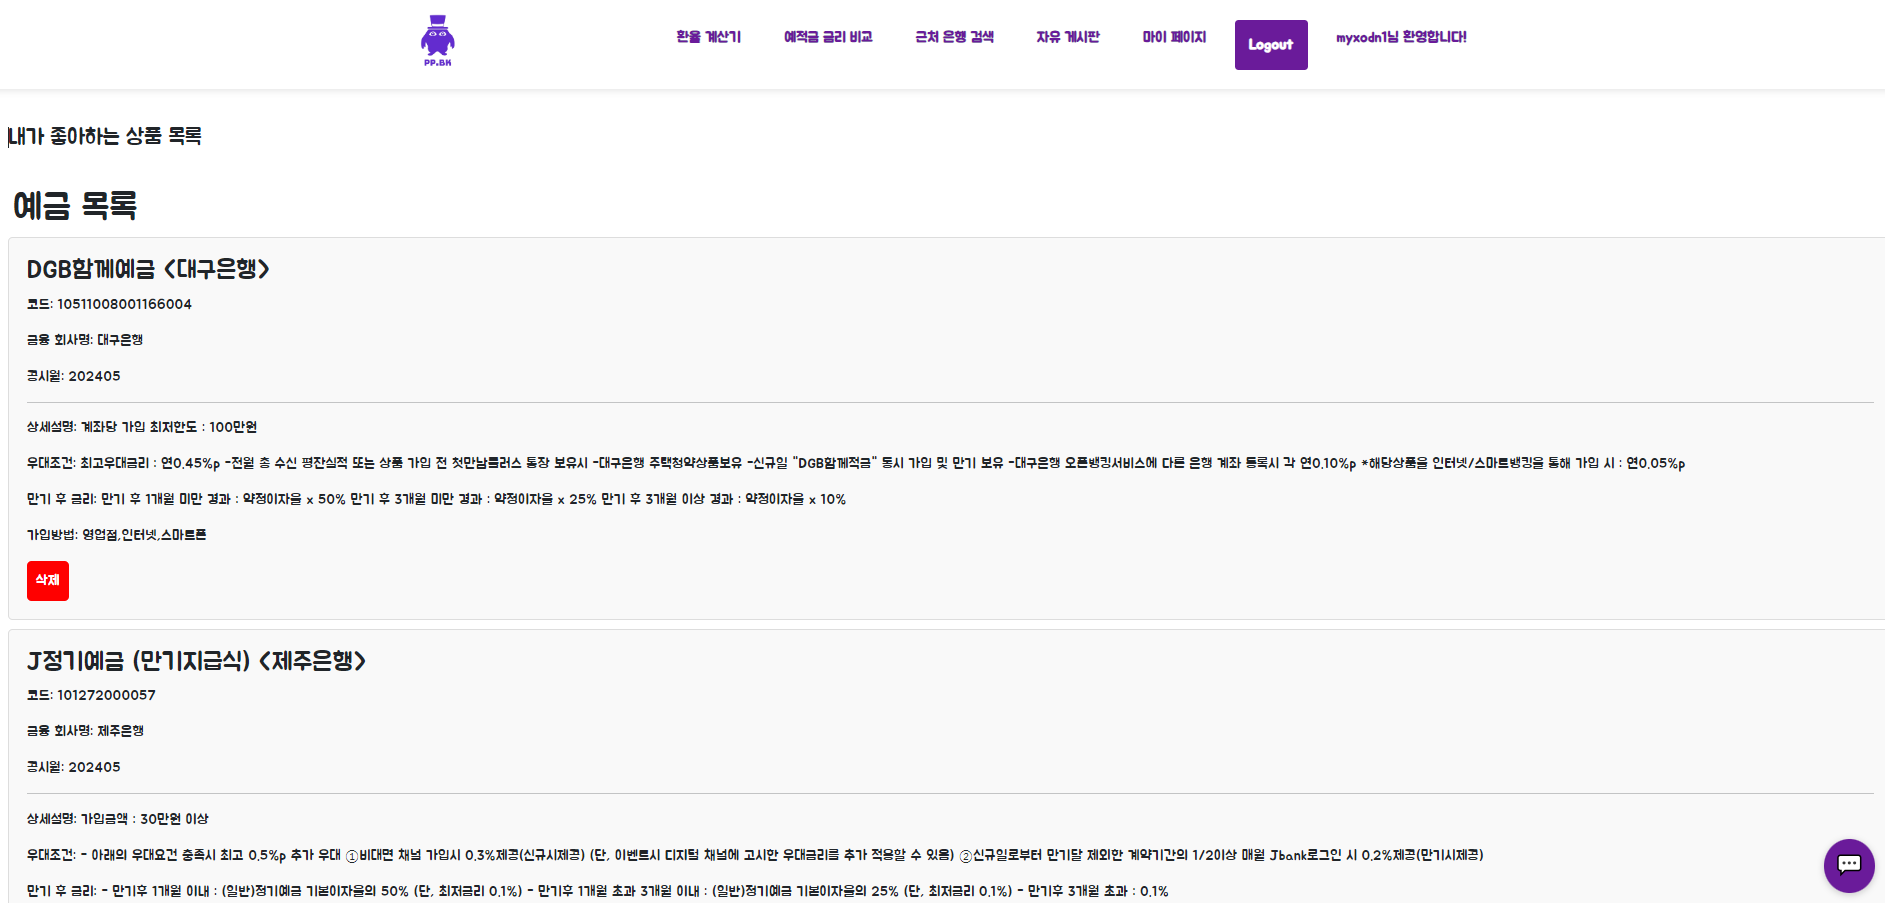 PP.BK
환율 계산기 예적금 금리 비교 근처 은행 검색 자유 게시판 마이 페이지 Logout myxodn1님 환영합니다!
내가 좋아하는 상품 목록
예금 목록
DGB함께예금 <대구은행>
코드: 10511008001166004
금융 회사명: 대구은행
공시월: 202405
상세설명: 계좌당 가입 최저한도 : 100만원
우대조건: 최고우대금리 : 연0.45%p -전월 총 수신 평잔실적 또는 상품 가입 전 첫만남플러스 통장 보유시 -대구은행 주택청약상품보유 -신규일 "DGB함께적금" 동시 가입 및 만기 보유 -대구은행 오픈뱅킹서비스에 다른 은행 계좌 등록시 각 연0.10%p *해당상품을 인터넷/스마트뱅킹을 통해 가입 시 : 연0.05%p
만기 후 금리: 만기 후 1개월 미만 경과 : 약정이자율 x 50% 만기 후 3개월 미만 경과 : 약정이자율 x 25% 만기 후 3개월 이상 경과 : 약정이자율 x 10%
가입방법: 영업점,인터넷,스마트폰
삭제
J정기예금 (만기지급식) <제주은행>
코드: 101272000057
금융 회사명: 제주은행
공시월: 202405
상세설명: 가입금액 : 30만원 이상
우대조건: - 아래의 우대요건 충족시 최고 0.5%p 추가 우대 ①비대면 채널 가입시 0.3%제공(신규시제공) (단, 이벤트시 디지털 채널에 고시한 우대금리를 추가 적용할 수 있음) ②신규일로부터 만기달 제외한 계약기간의 1/2이상 매월 Jbank로그인 시 0.2%제공(만기시제공)
만기 후 금리: - 만기후 1개월 이내 : (일반)정기예금 기본이자율의 50% (단, 최저금리 0.1%) - 만기후 1개월 초과 3개월 이내 : (일반)정기예금 기본이자율의 25% (단, 최저금리 0.1%) - 만기후 3개월 초과 : 0.1%